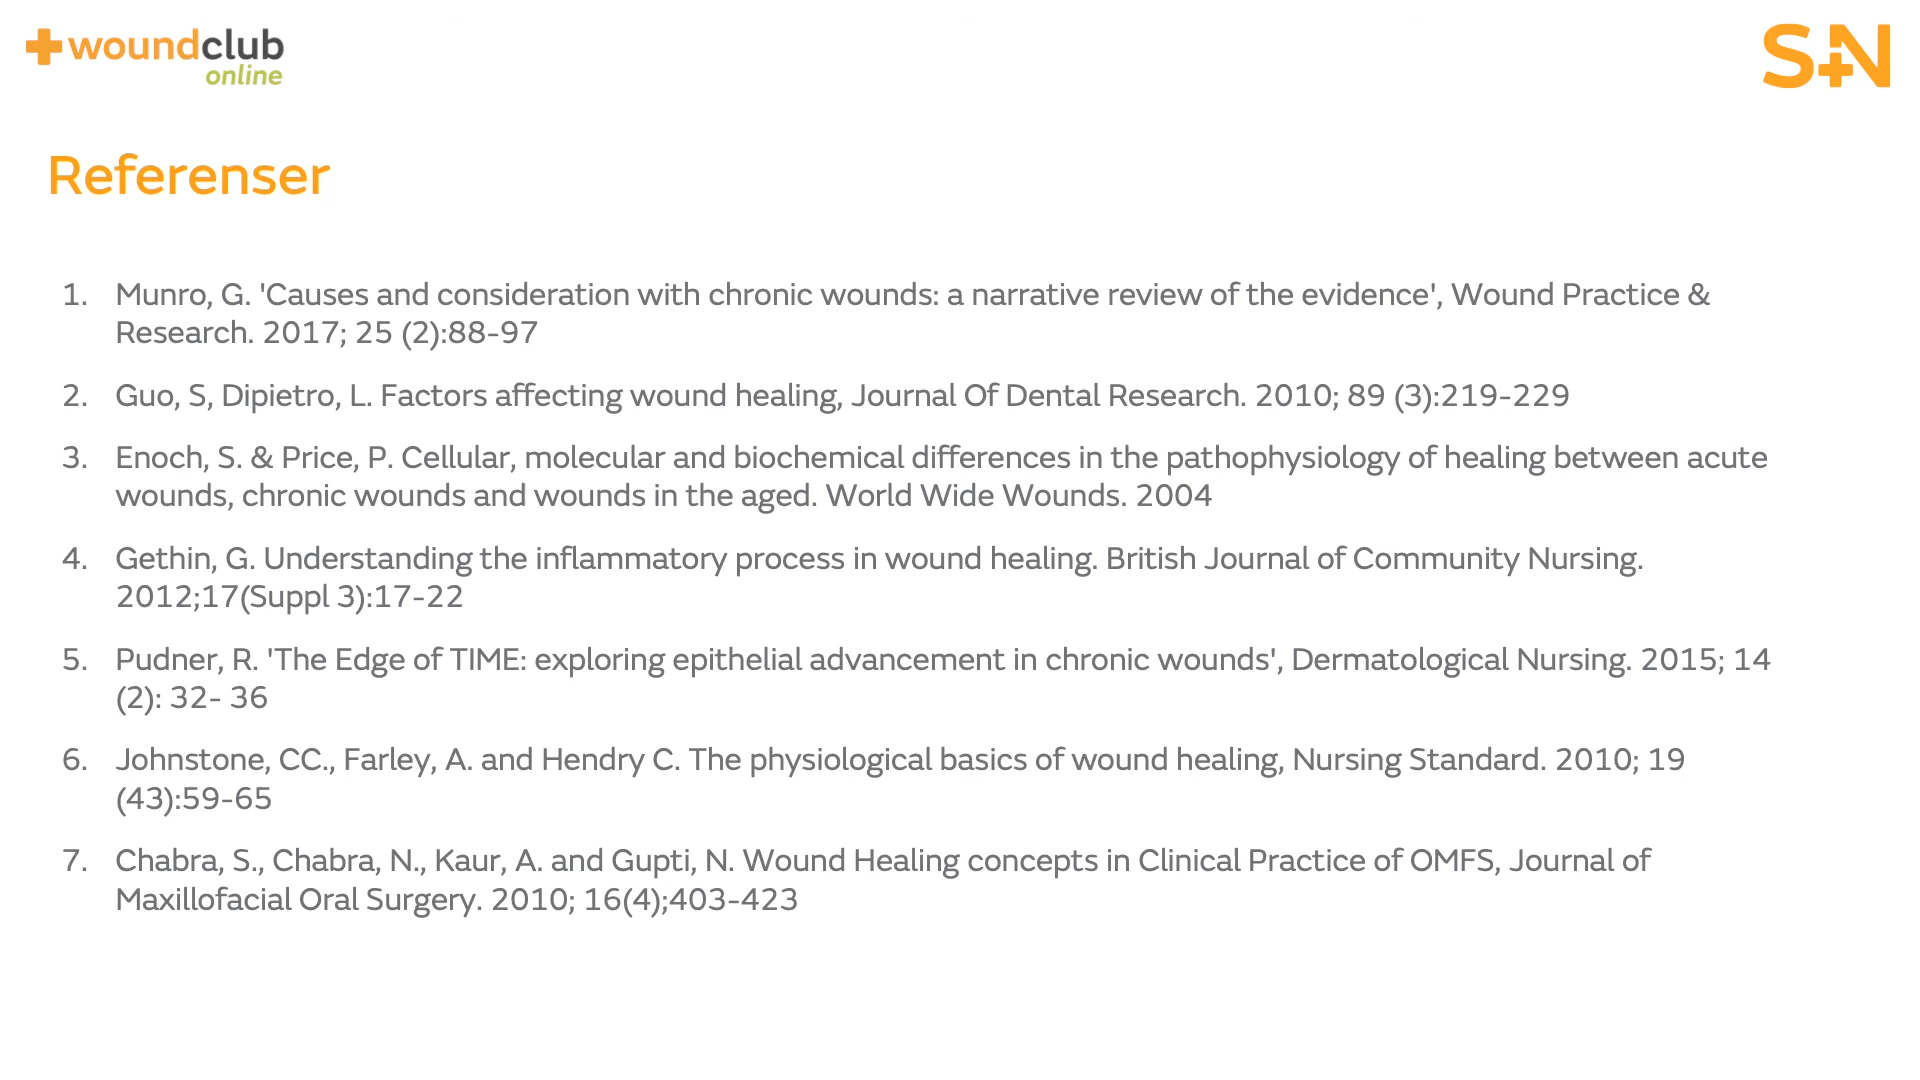 woundclub
online
S+N
Referenser
1. Munro, G. 'Causes and consideration with chronic wounds: a narrative review of the evidence', Wound Practice &
Research. 2017; 25 (2):88-97
2. Guo, S, Dipietro, L. Factors affecting wound healing, Journal Of Dental Research. 2010; 89 (3):219-229
3. Enoch, S. & Price, P. Cellular, molecular and biochemical differences in the pathophysiology of healing between acute
wounds, chronic wounds and wounds in the aged. World Wide Wounds. 2004
4. Gethin, G. Understanding the inflammatory process in wound healing. British Journal of Community Nursing.
2012;17(Suppl 3):17-22
5. Pudner, R. 'The Edge of TIME: exploring epithelial advancement in chronic wounds', Dermatological Nursing. 2015; 14
(2): 32- 36
6. Johnstone, CC., Farley, A. and Hendry C. The physiological basics of wound healing, Nursing Standard. 2010; 19
(43):59-65
7. Chabra, S., Chabra, N., Kaur, A. and Gupti, N. Wound Healing concepts in Clinical Practice of OMFS, Journal of
Maxillofacial Oral Surgery. 2010; 16(4);403-423